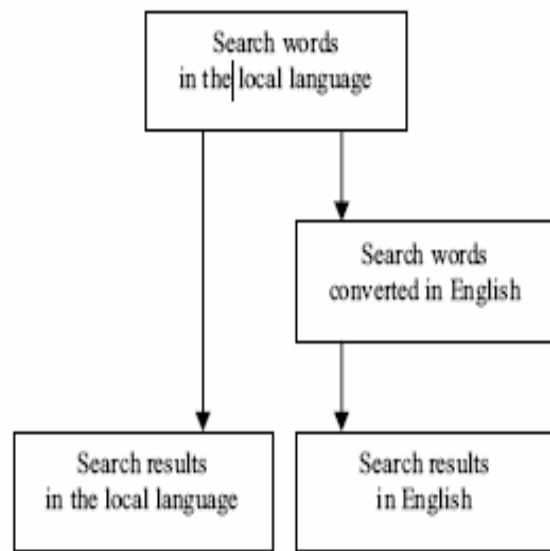 Search words
in the local language
Search words
converted in English
Search results
in the local language
Search results
in English